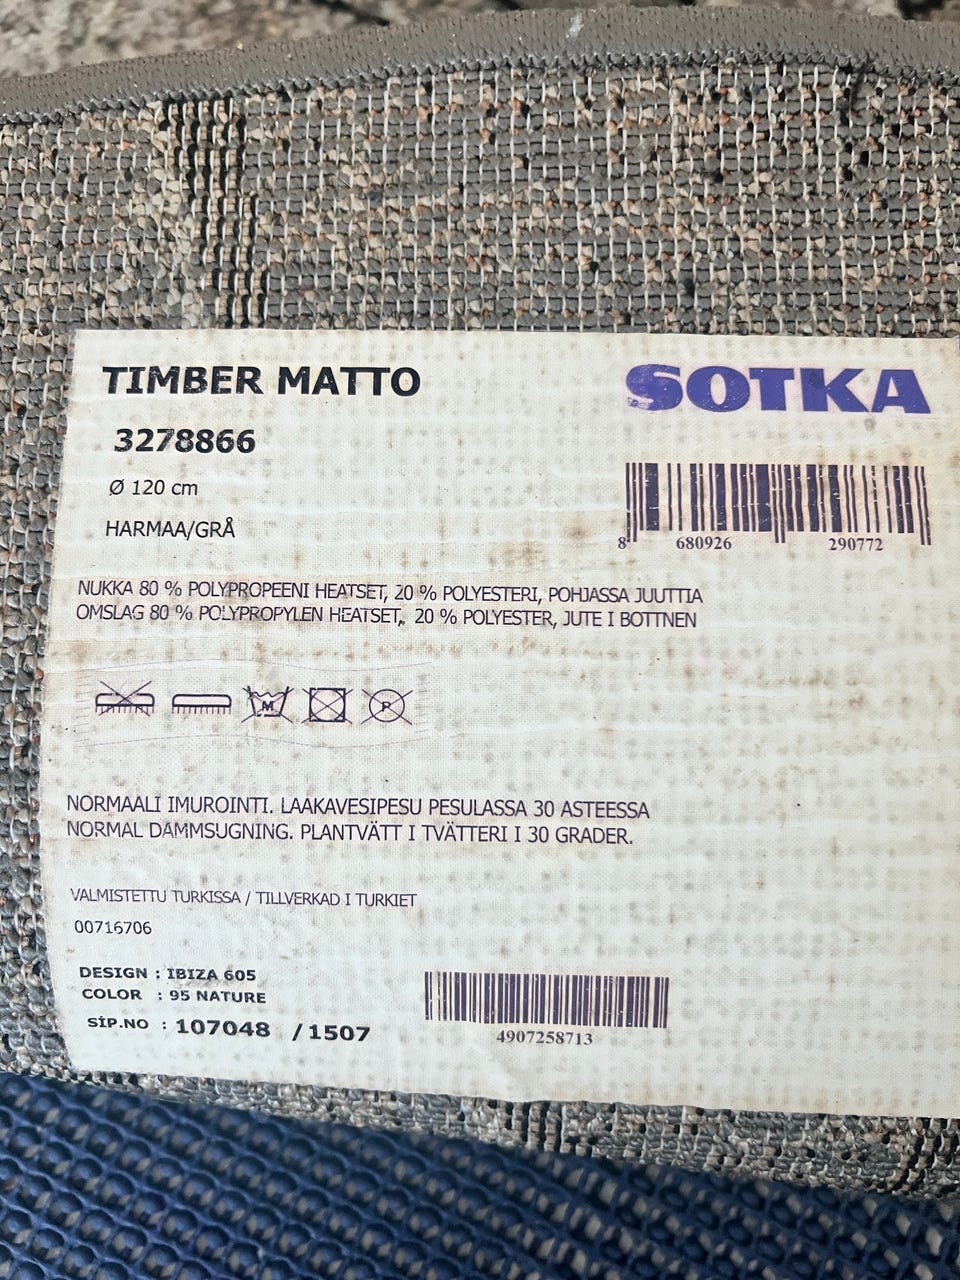 TIMBER MATTO
SOTKA
3278866
Ø 120 cm
HARMAA/GRÅ
8 680926 290772
NUKKA 80 % POLYPROPEENI HEATSET, 20 % POLYESTERI, POHJASSA JUUTTIA
OMSLAG 80 % POLYPROPYLEN HEATSET, 20 % POLYESTER, JUTE I BOTTNEN
M P
NORMAALI IMUROINTI. LAAKAVESIPESU PESULASSA 30 ASTEESSA
NORMAL DAMMSUGNING. PLANTVÄTT I TVÄTTERI I 30 GRADER.
VALMISTETTU TURKISSA / TILLVERKAD I TURKIET
00716706
DESIGN : IBIZA 605
COLOR : 95 NATURE
SİP.NO : 107048 / 1507
4907258713